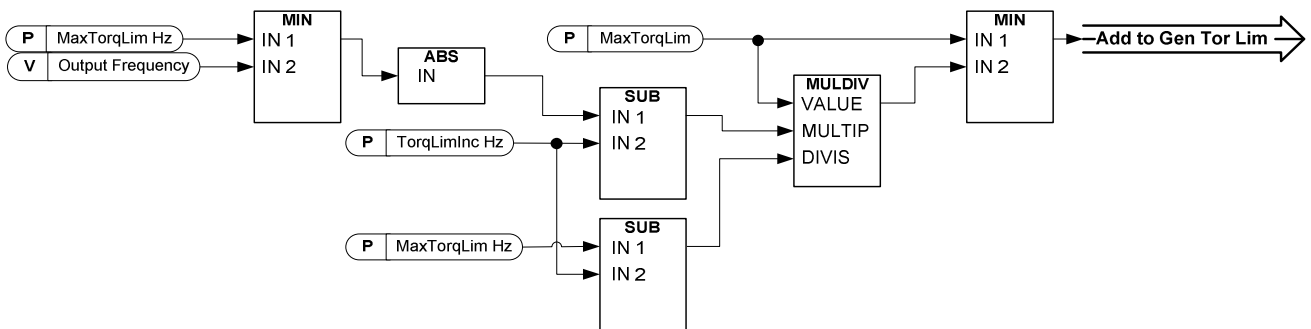 P MaxTorqLim Hz
V Output Frequency
MIN
IN 1
IN 2
ABS
IN
P TorqLimInc Hz
P MaxTorqLim Hz
SUB
IN 1
IN 2
SUB
IN 1
IN 2
P MaxTorqLim
MULDIV
VALUE
MULTIP
DIVIS
MIN
IN 1
IN 2
Add to Gen Tor Lim